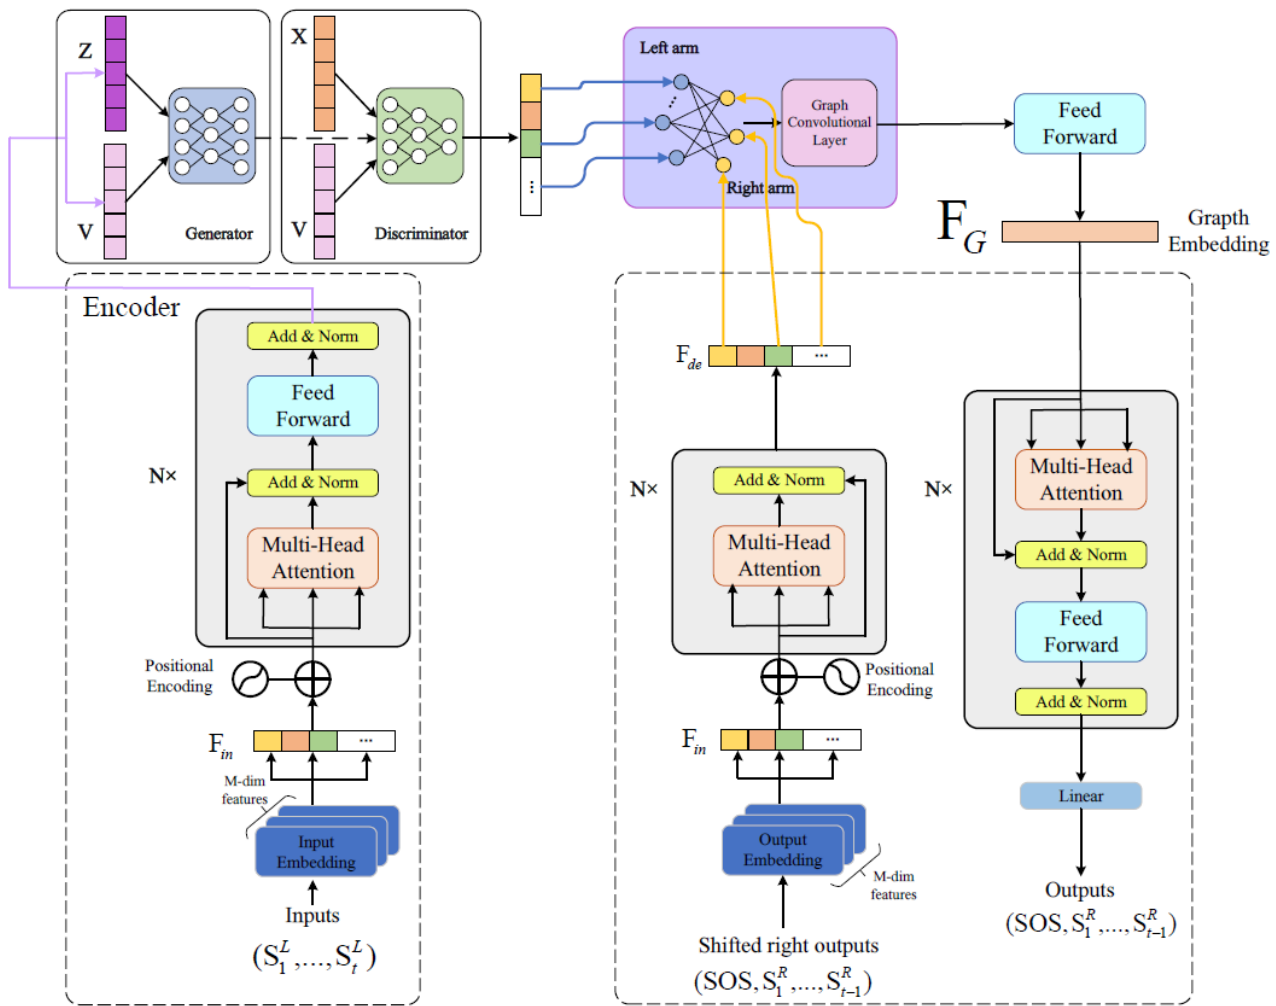 Z
V
Generator
X
V
Discriminator
...
Left arm
...
Right arm
Graph
Convolutional
Layer
Feed
Forward
F_G
Grapth
Embedding
Encoder
Add & Norm
Feed
Forward
N×
Add & Norm
Multi-Head
Attention
Positional
Encoding
F_in
...
M-dim
features
Input
Embedding
Inputs
(S_1^L,...,S_t^L)
F_de
...
N×
Add & Norm
Multi-Head
Attention
Positional
Encoding
F_in
...
Output
Embedding
M-dim
features
Shifted right outputs
(SOS, S_1^R,...,S_{t-1}^R)
N×
Multi-Head
Attention
Add & Norm
Feed
Forward
Add & Norm
Linear
Outputs
(SOS, S_1^R,...,S_{t-1}^R)